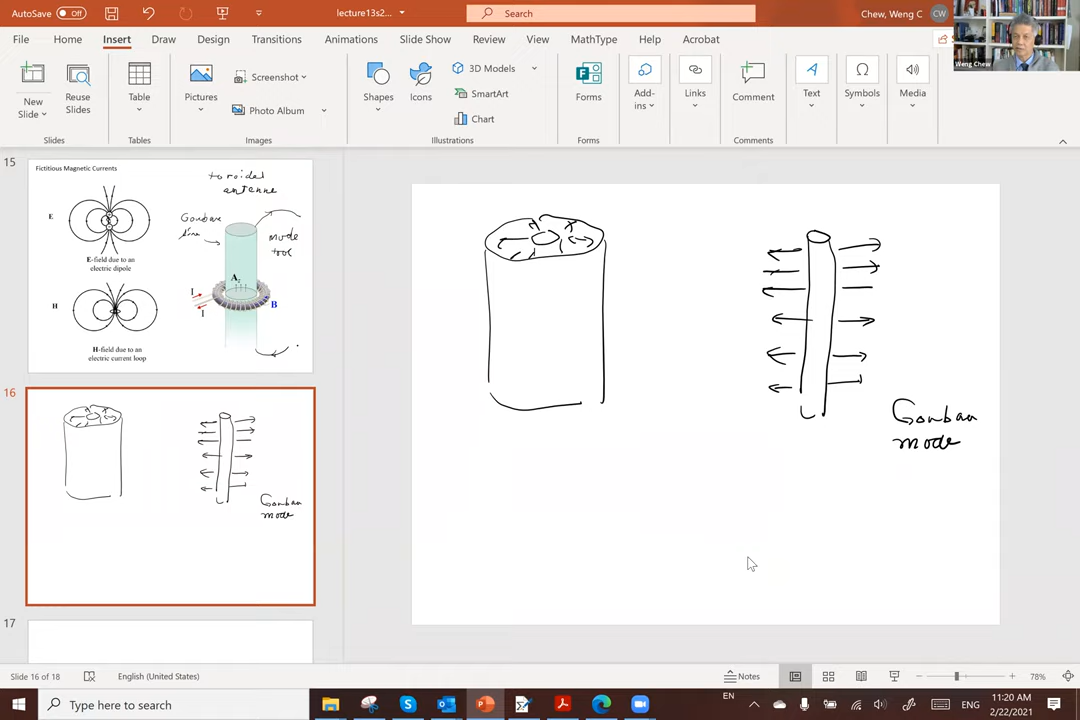 AutoSave Off
lecture13s2...
Search
Chew, Weng C
CW
File Home Insert Draw Design Transitions Animations Slide Show Review View MathType Help Acrobat
New Slide
Reuse Slides
Table
Pictures
Screenshot
Photo Album
Shapes
Icons
3D Models
SmartArt
Chart
Forms
Add-ins
Links
Comment
Text
Symbols
Media
Slides
Tables
Images
Illustrations
Forms
Comments
Weng Chew
15
Fictitious Magnetic Currents
toroidal
antenna
E
Goubau
line
mode
tool
E-field due to an
electric dipole
A
I
I
B
H
H-field due to an
electric current loop
16
Goubau
mode
17
Goubau
mode
Slide 16 of 18
English (United States)
Notes
78%
Type here to search
EN
ENG
11:20 AM
2/22/2021